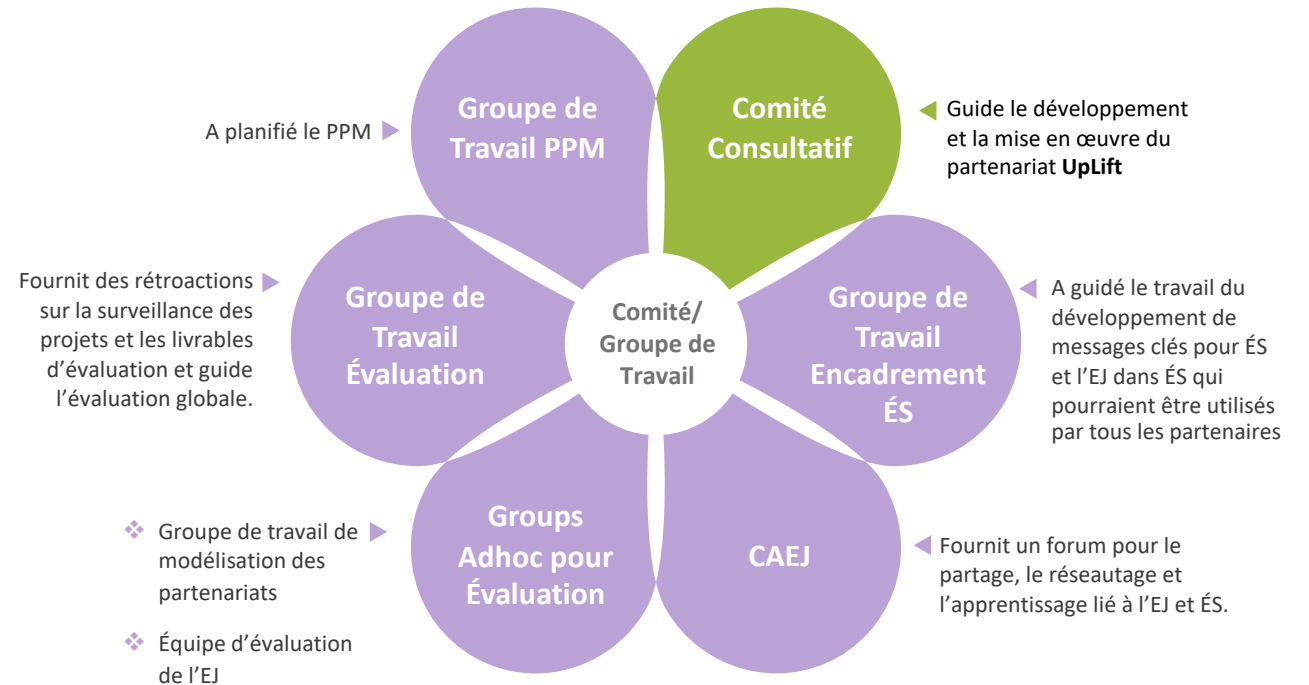 Groupe de
Travail PPM
A planifié le PPM
Comité
Consultatif
Guide le développement
et la mise en œuvre du
partenariat UpLift
Fournit des rétroactions
sur la surveillance des
projets et les livrables
d’évaluation et guide
l’évaluation globale.
Groupe de
Travail
Évaluation
Comité/
Groupe de
Travail
Groupe de
Travail
Encadrement
ÉS
A guidé le travail du
développement de
messages clés pour ÉS
et l’EJ dans ÉS qui
pourraient être utilisés
par tous les partenaires
❖ Groupe de travail de
modélisation des
partenariats
❖ Équipe d’évaluation
de l’EJ
Groups
Adhoc pour
Évaluation
CAEJ
Fournit un forum pour le
partage, le réseautage et
l’apprentissage lié à l’EJ et ÉS.